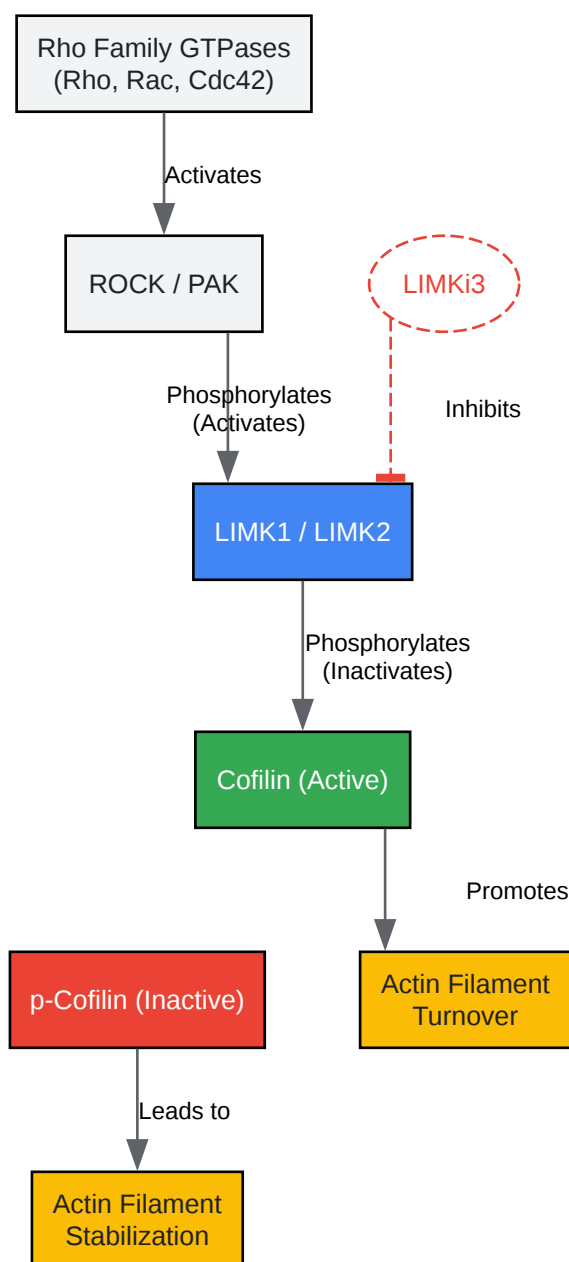 Rho Family GTPases
(Rho, Rac, Cdc42)
Activates
ROCK / PAK
LIMKi3
Phosphorylates
(Activates)
Inhibits
LIMK1 / LIMK2
Phosphorylates
(Inactivates)
Cofilin (Active)
Promotes
p-Cofilin (Inactive)
Actin Filament
Turnover
Leads to
Actin Filament
Stabilization